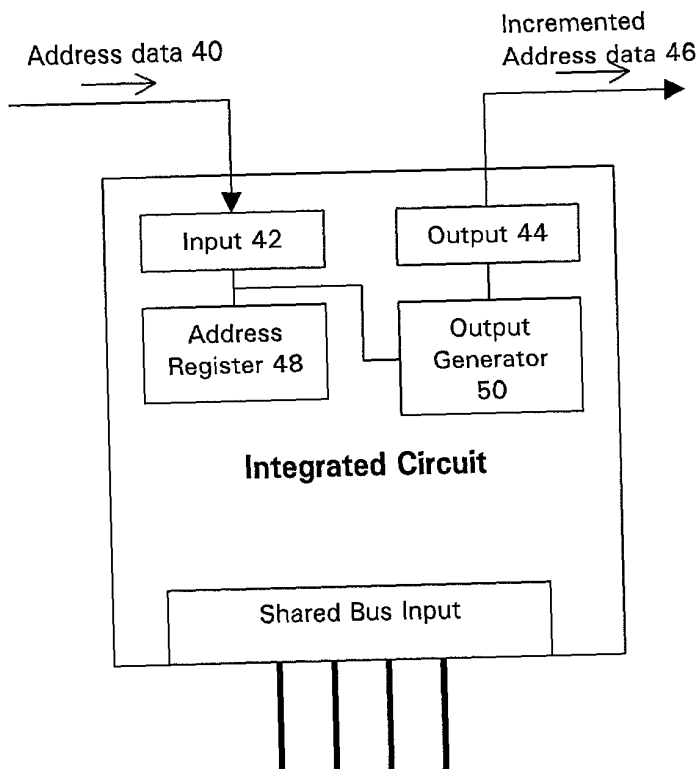 Address data 40
Incremented
Address data 46
Input 42
Output 44
Address
Register 48
Output
Generator
50
Integrated Circuit
Shared Bus Input